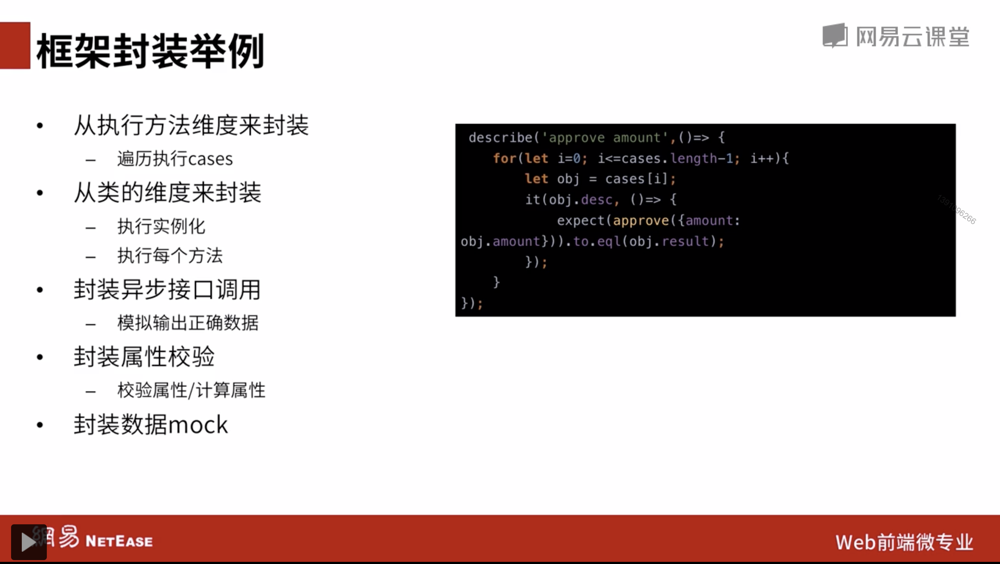 框架封装举例
网易云课堂
• 从执行方法维度来封装
– 遍历执行cases
• 从类的维度来封装
– 执行实例化
– 执行每个方法
• 封装异步接口调用
– 模拟输出正确数据
• 封装属性校验
– 校验属性/计算属性
• 封装数据mock
describe('approve amount',()=> {
for(let i=0; i<=cases.length-1; i++){
let obj = cases[i];
it(obj.desc, ()=> {
expect(approve({amount:
obj.amount})).to.eql(obj.result);
});
}
});
網易 NETEASE
Web前端微专业